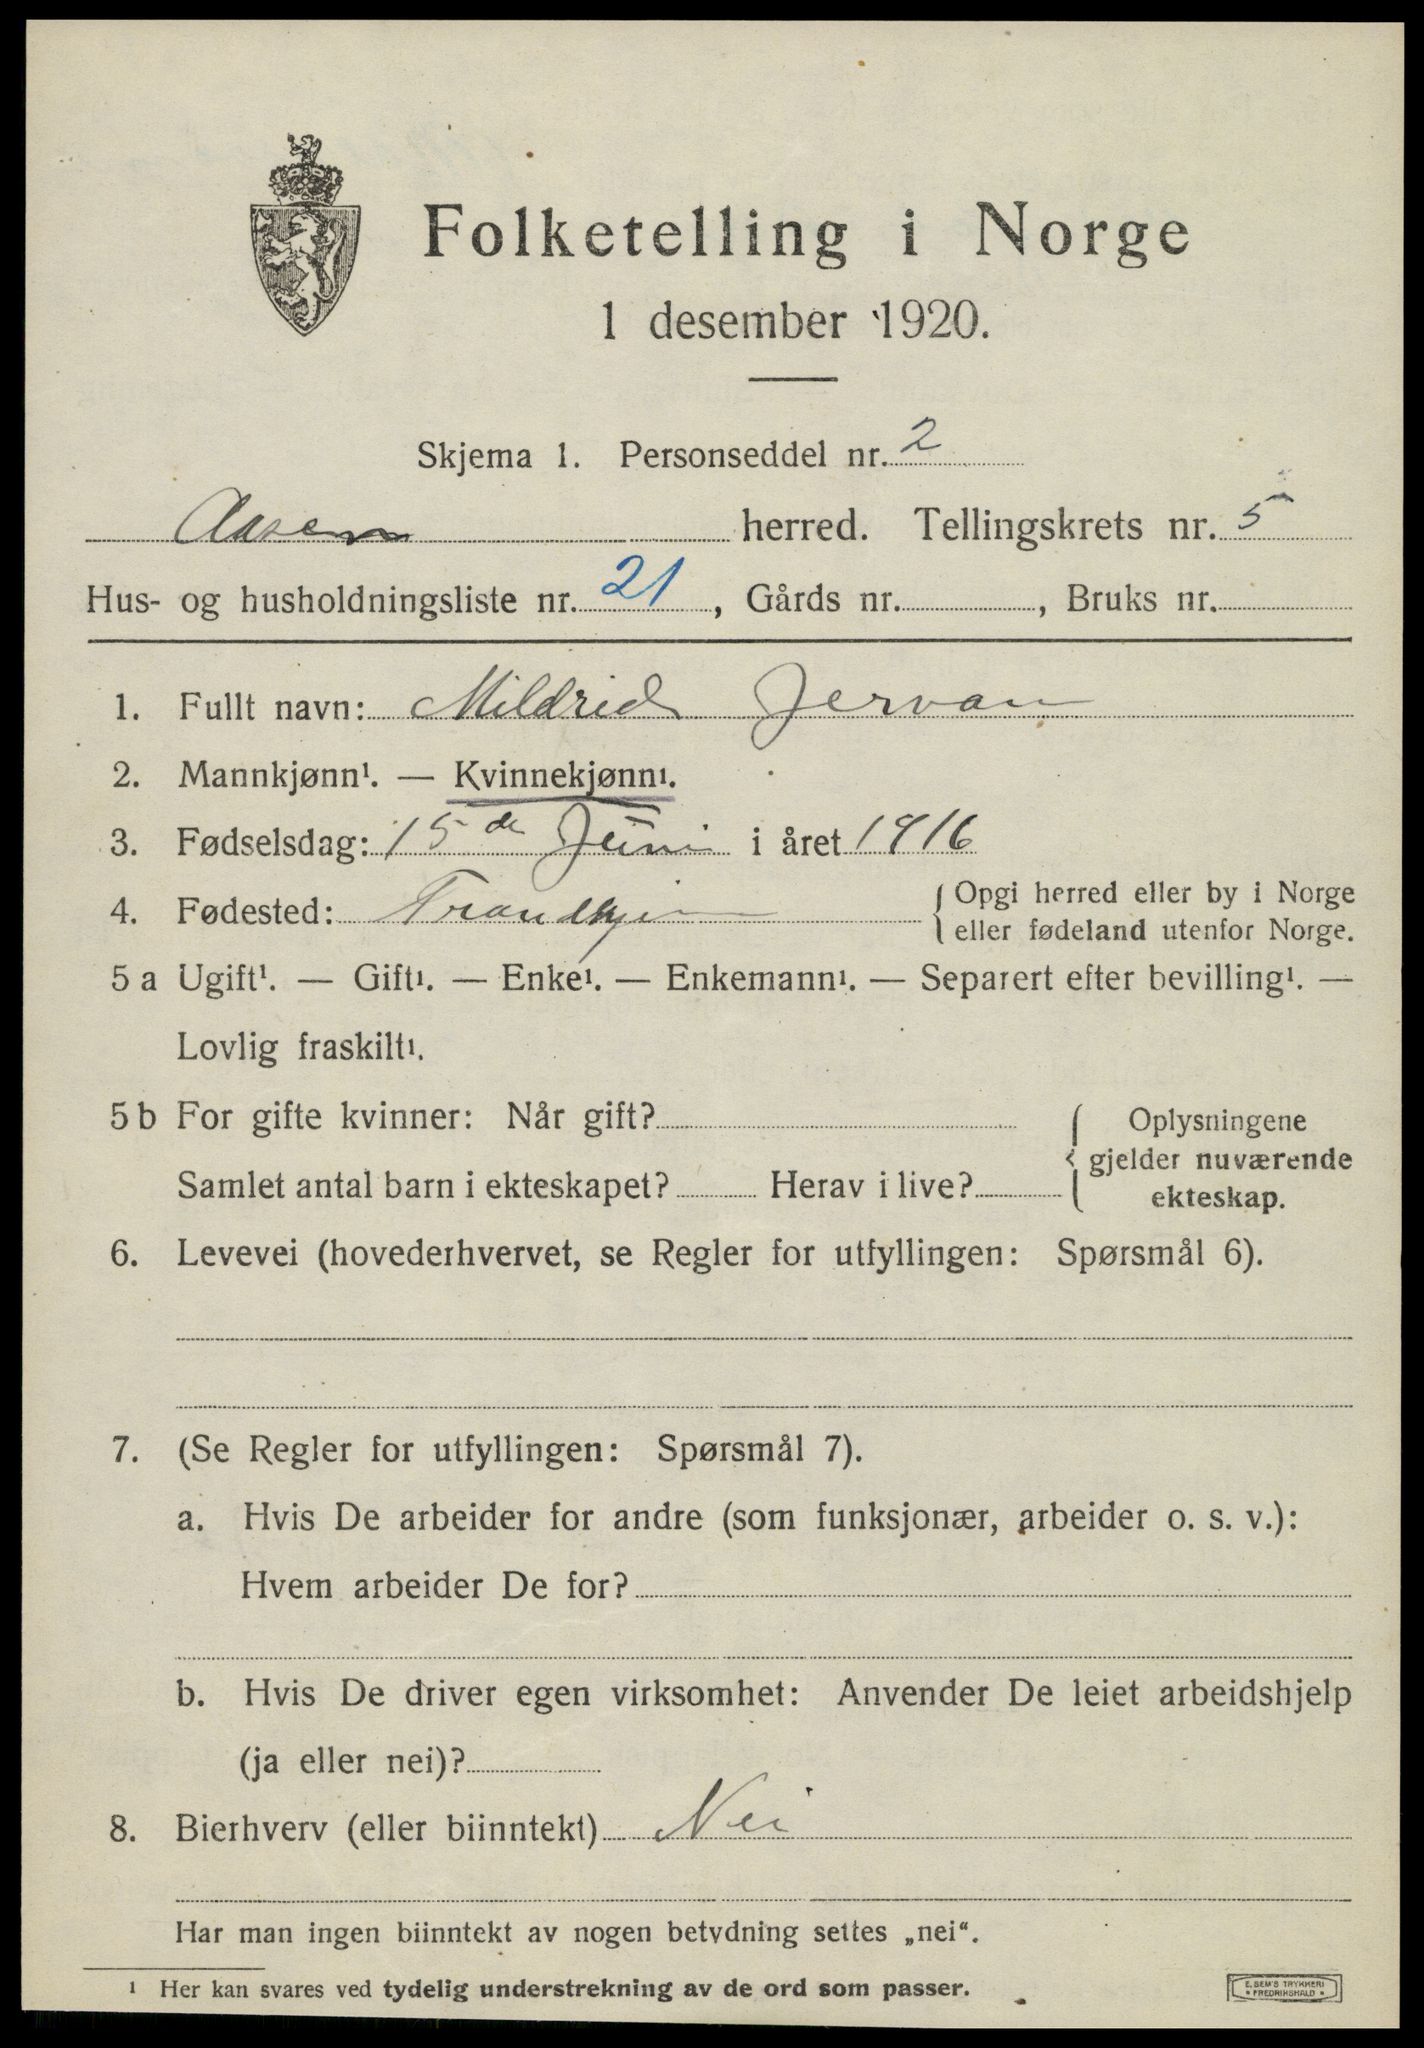 Folketelling i Norge
1 desember 1920.
Skjema 1. Personseddel nr. 2
Aasen herred. Tellingskrets nr. 5
Hus- og husholdningsliste nr. 21, Gårds nr. , Bruks nr.
1. Fullt navn: Mildrid Jervan
2. Mannkjønn¹. — Kvinnekjønn¹.
3. Fødselsdag: 15 de Juni i året 1916
4. Fødested: Trondhjem { Opgi herred eller by i Norge
eller fødeland utenfor Norge.
5 a Ugift¹. — Gift¹. — Enke¹. — Enkemann¹. — Separert efter bevilling¹. —
Lovlig fraskilt¹.
5 b For gifte kvinner: Når gift? { Oplysningene
gjelder nuværende
Samlet antal barn i ekteskapet? Herav i live? ekteskap.
6. Levevei (hovederhvervet, se Regler for utfyllingen: Spørsmål 6).
7. (Se Regler for utfyllingen: Spørsmål 7).
a. Hvis De arbeider for andre (som funksjonær, arbeider o. s. v.):
Hvem arbeider De for?
b. Hvis De driver egen virksomhet: Anvender De leiet arbeidshjelp
(ja eller nei)?
8. Bierhverv (eller biinntekt) Nei
Har man ingen biinntekt av nogen betydning settes „nei“.
¹ Her kan svares ved tydelig understrekning av de ord som passer.
E. SEM'S TRYKKERI
* FREDRIKSHALD *